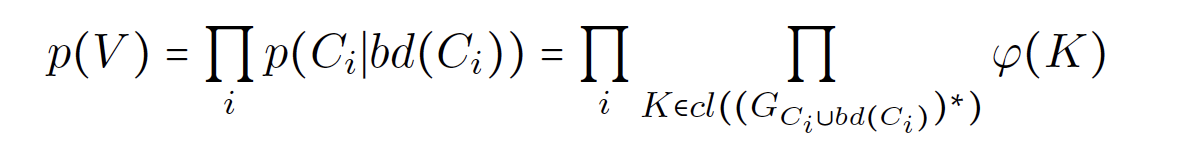 p(V) = ∏_i p(C_i|bd(C_i)) = ∏_i ∏_{K∈cl((G_{C_i∪bd(C_i)})*)} φ(K)